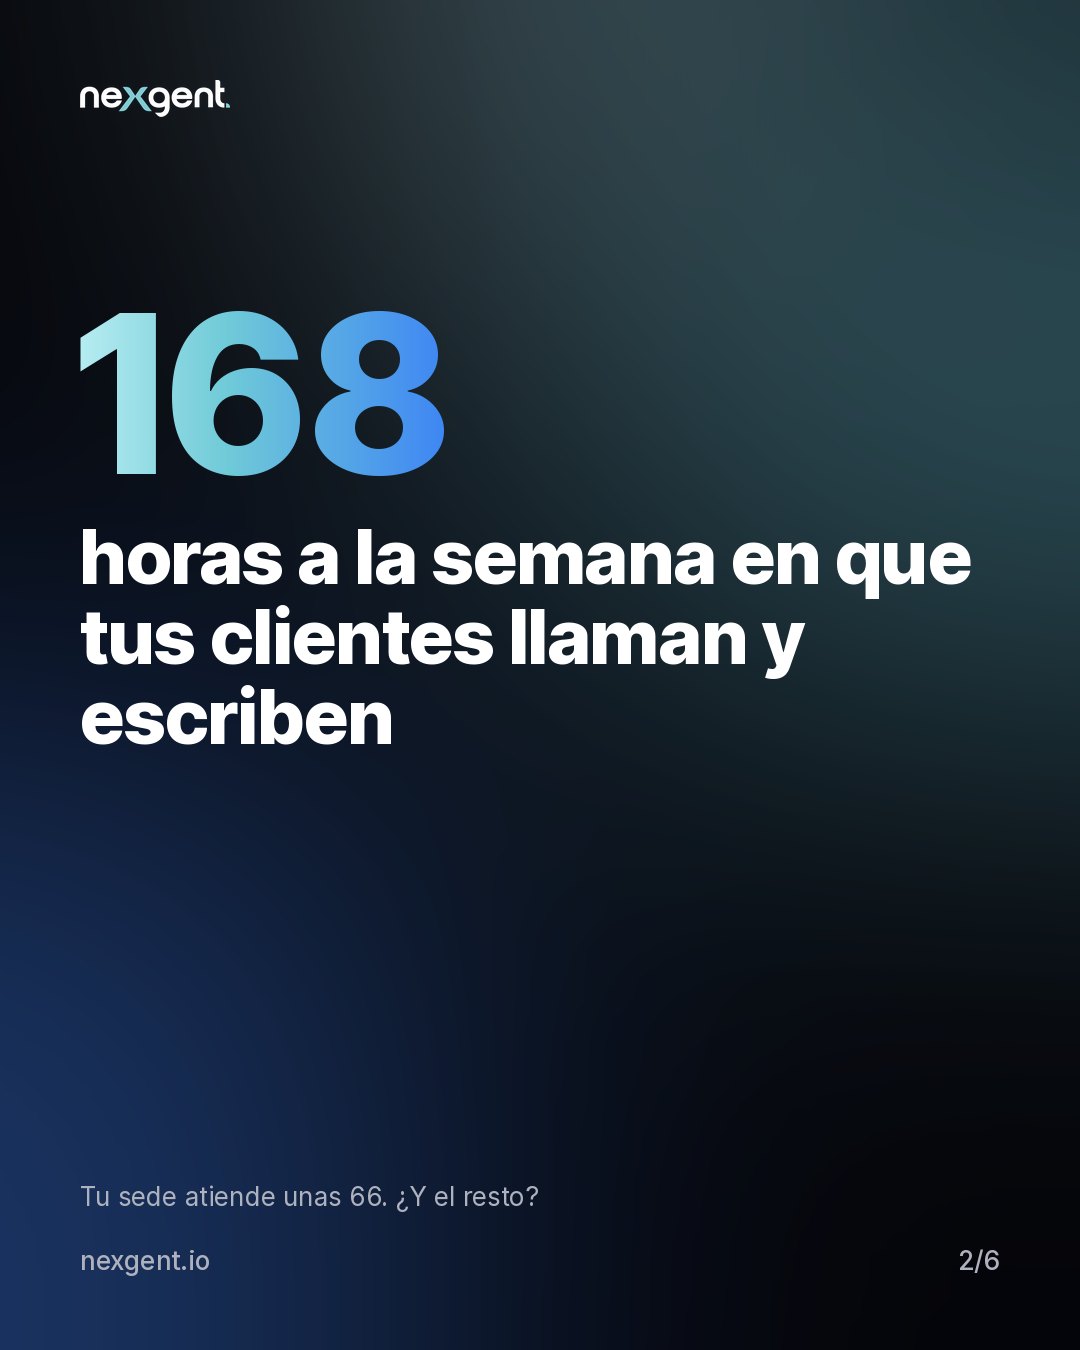 nexgent.
168
horas a la semana en que
tus clientes llaman y
escriben
Tu sede atiende unas 66. ¿Y el resto?
nexgent.io
2/6